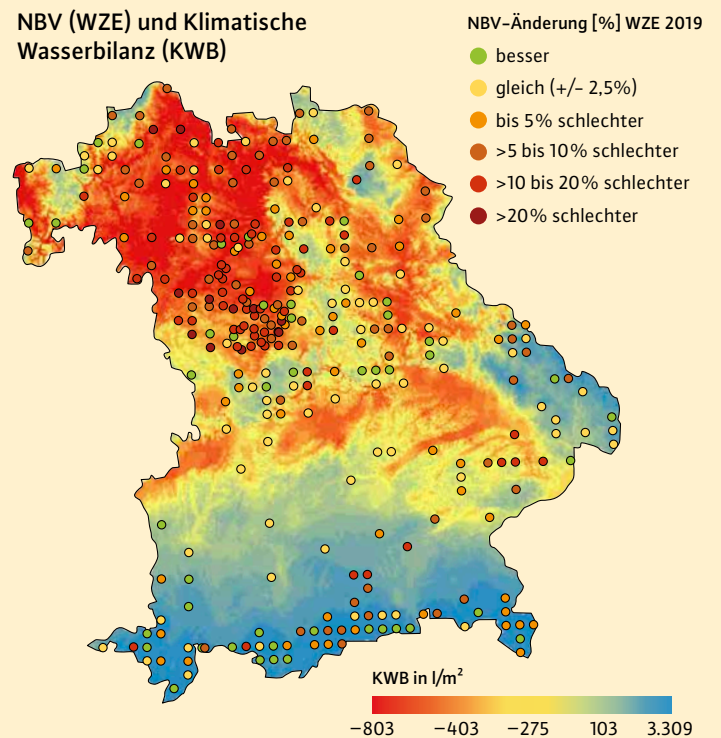 NBV (WZE) und Klimatische
Wasserbilanz (KWB)
NBV-Änderung [%] WZE 2019
besser
gleich (+/− 2,5%)
bis 5% schlechter
>5 bis 10% schlechter
>10 bis 20% schlechter
>20% schlechter
KWB in l/m²
−803 −403 −275 103 3.309